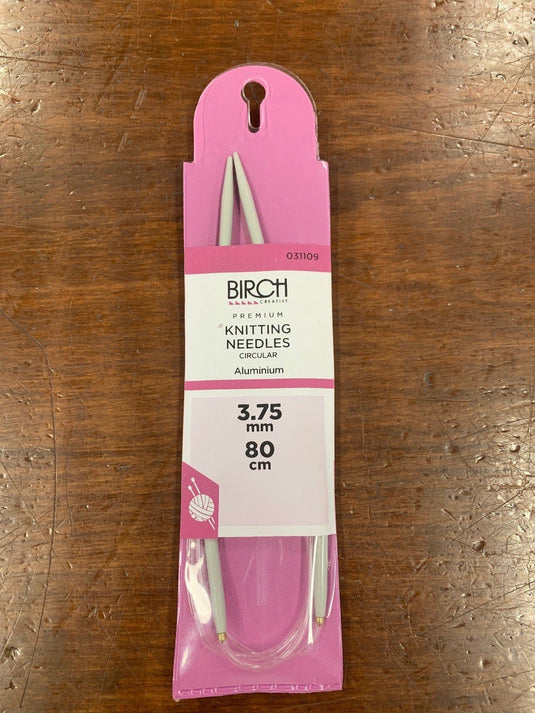 031109
BIRCH
CREATIVE
PREMIUM
KNITTING
NEEDLES
CIRCULAR
Aluminium
3.75
mm
80
cm